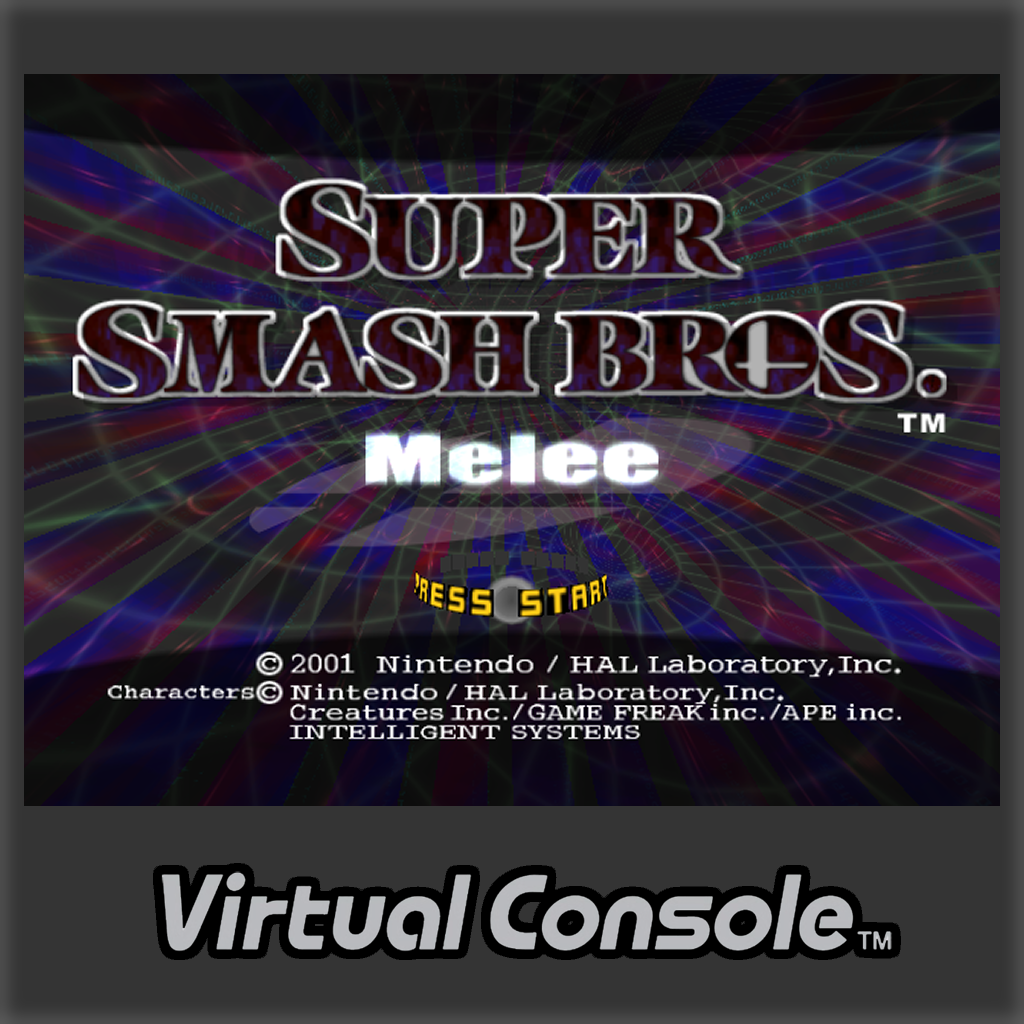 SUPER
SMASH BROS.
TM
Melee
PRESS START
© 2001 Nintendo / HAL Laboratory,Inc.
Characters© Nintendo / HAL Laboratory,Inc.
Creatures Inc./GAME FREAK inc./APE inc.
INTELLIGENT SYSTEMS
Virtual Console TM